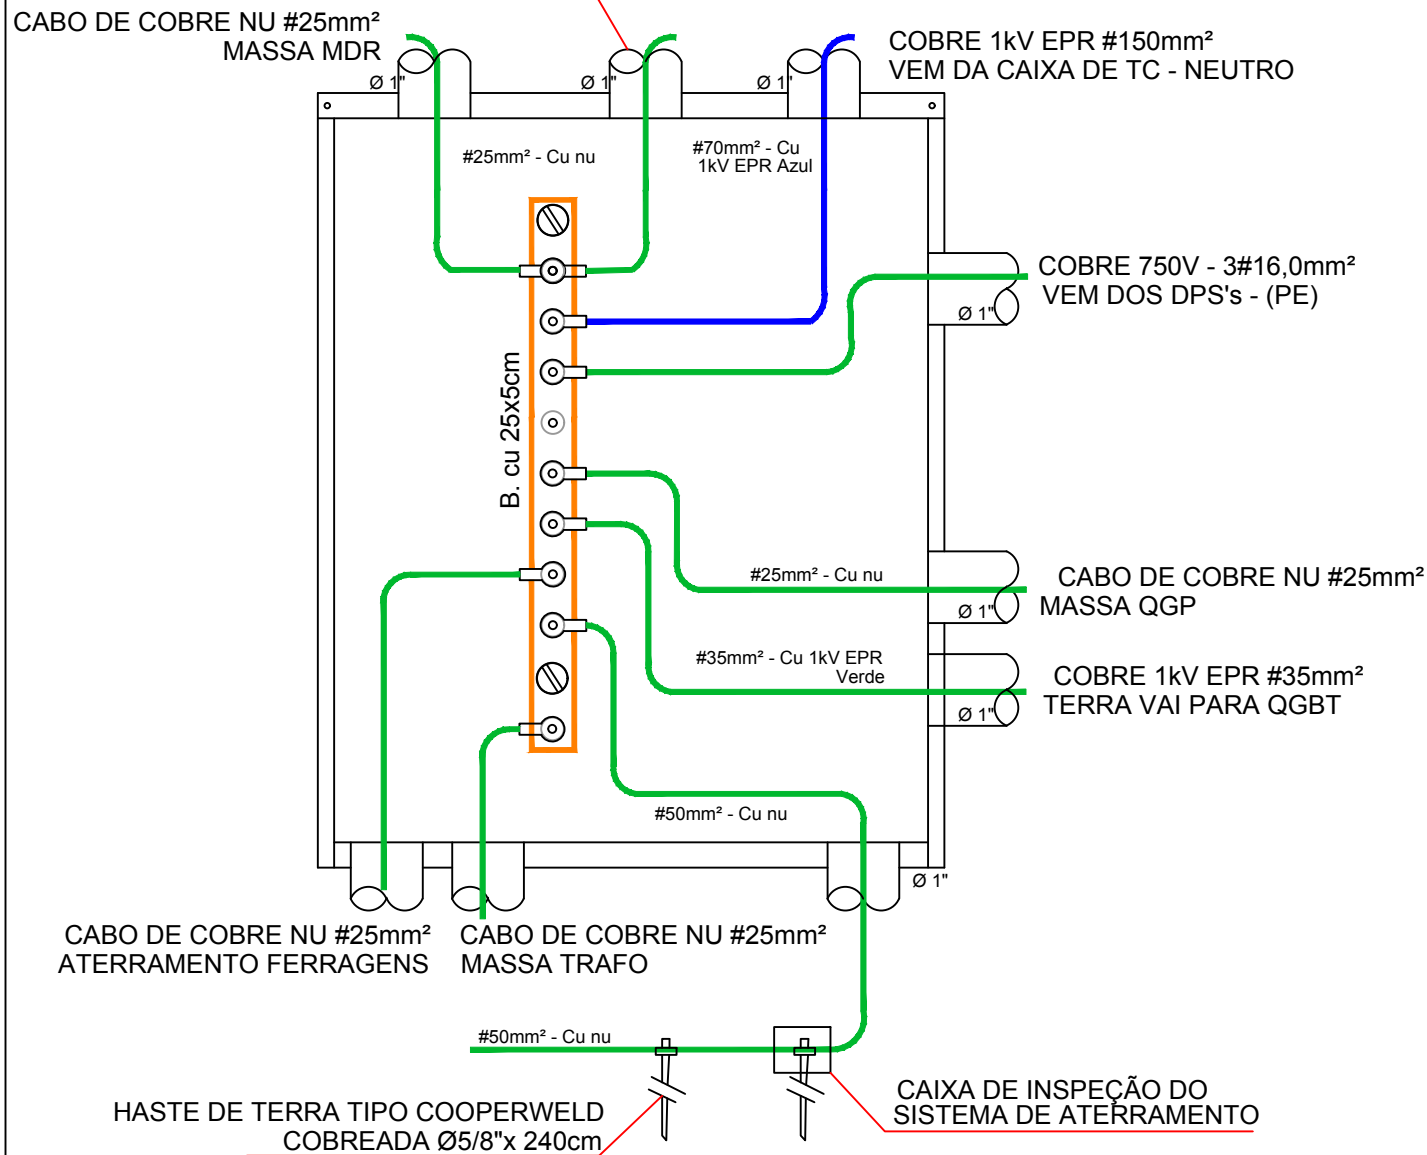 CABO DE COBRE NU #25mm²
MASSA MDR
COBRE 1kV EPR #150mm²
VEM DA CAIXA DE TC - NEUTRO
Ø 1"
Ø 1"
Ø 1"
#25mm² - Cu nu
#70mm² - Cu
1kV EPR Azul
COBRE 750V - 3#16,0mm²
VEM DOS DPS's - (PE)
Ø 1"
B. cu 25x5cm
#25mm² - Cu nu
CABO DE COBRE NU #25mm²
MASSA QGP
Ø 1"
#35mm² - Cu 1kV EPR
Verde
COBRE 1kV EPR #35mm²
TERRA VAI PARA QGBT
Ø 1"
#50mm² - Cu nu
Ø 1"
CABO DE COBRE NU #25mm²
ATERRAMENTO FERRAGENS
CABO DE COBRE NU #25mm²
MASSA TRAFO
#50mm² - Cu nu
HASTE DE TERRA TIPO COOPERWELD
COBREADA Ø5/8"x 240cm
CAIXA DE INSPEÇÃO DO
SISTEMA DE ATERRAMENTO